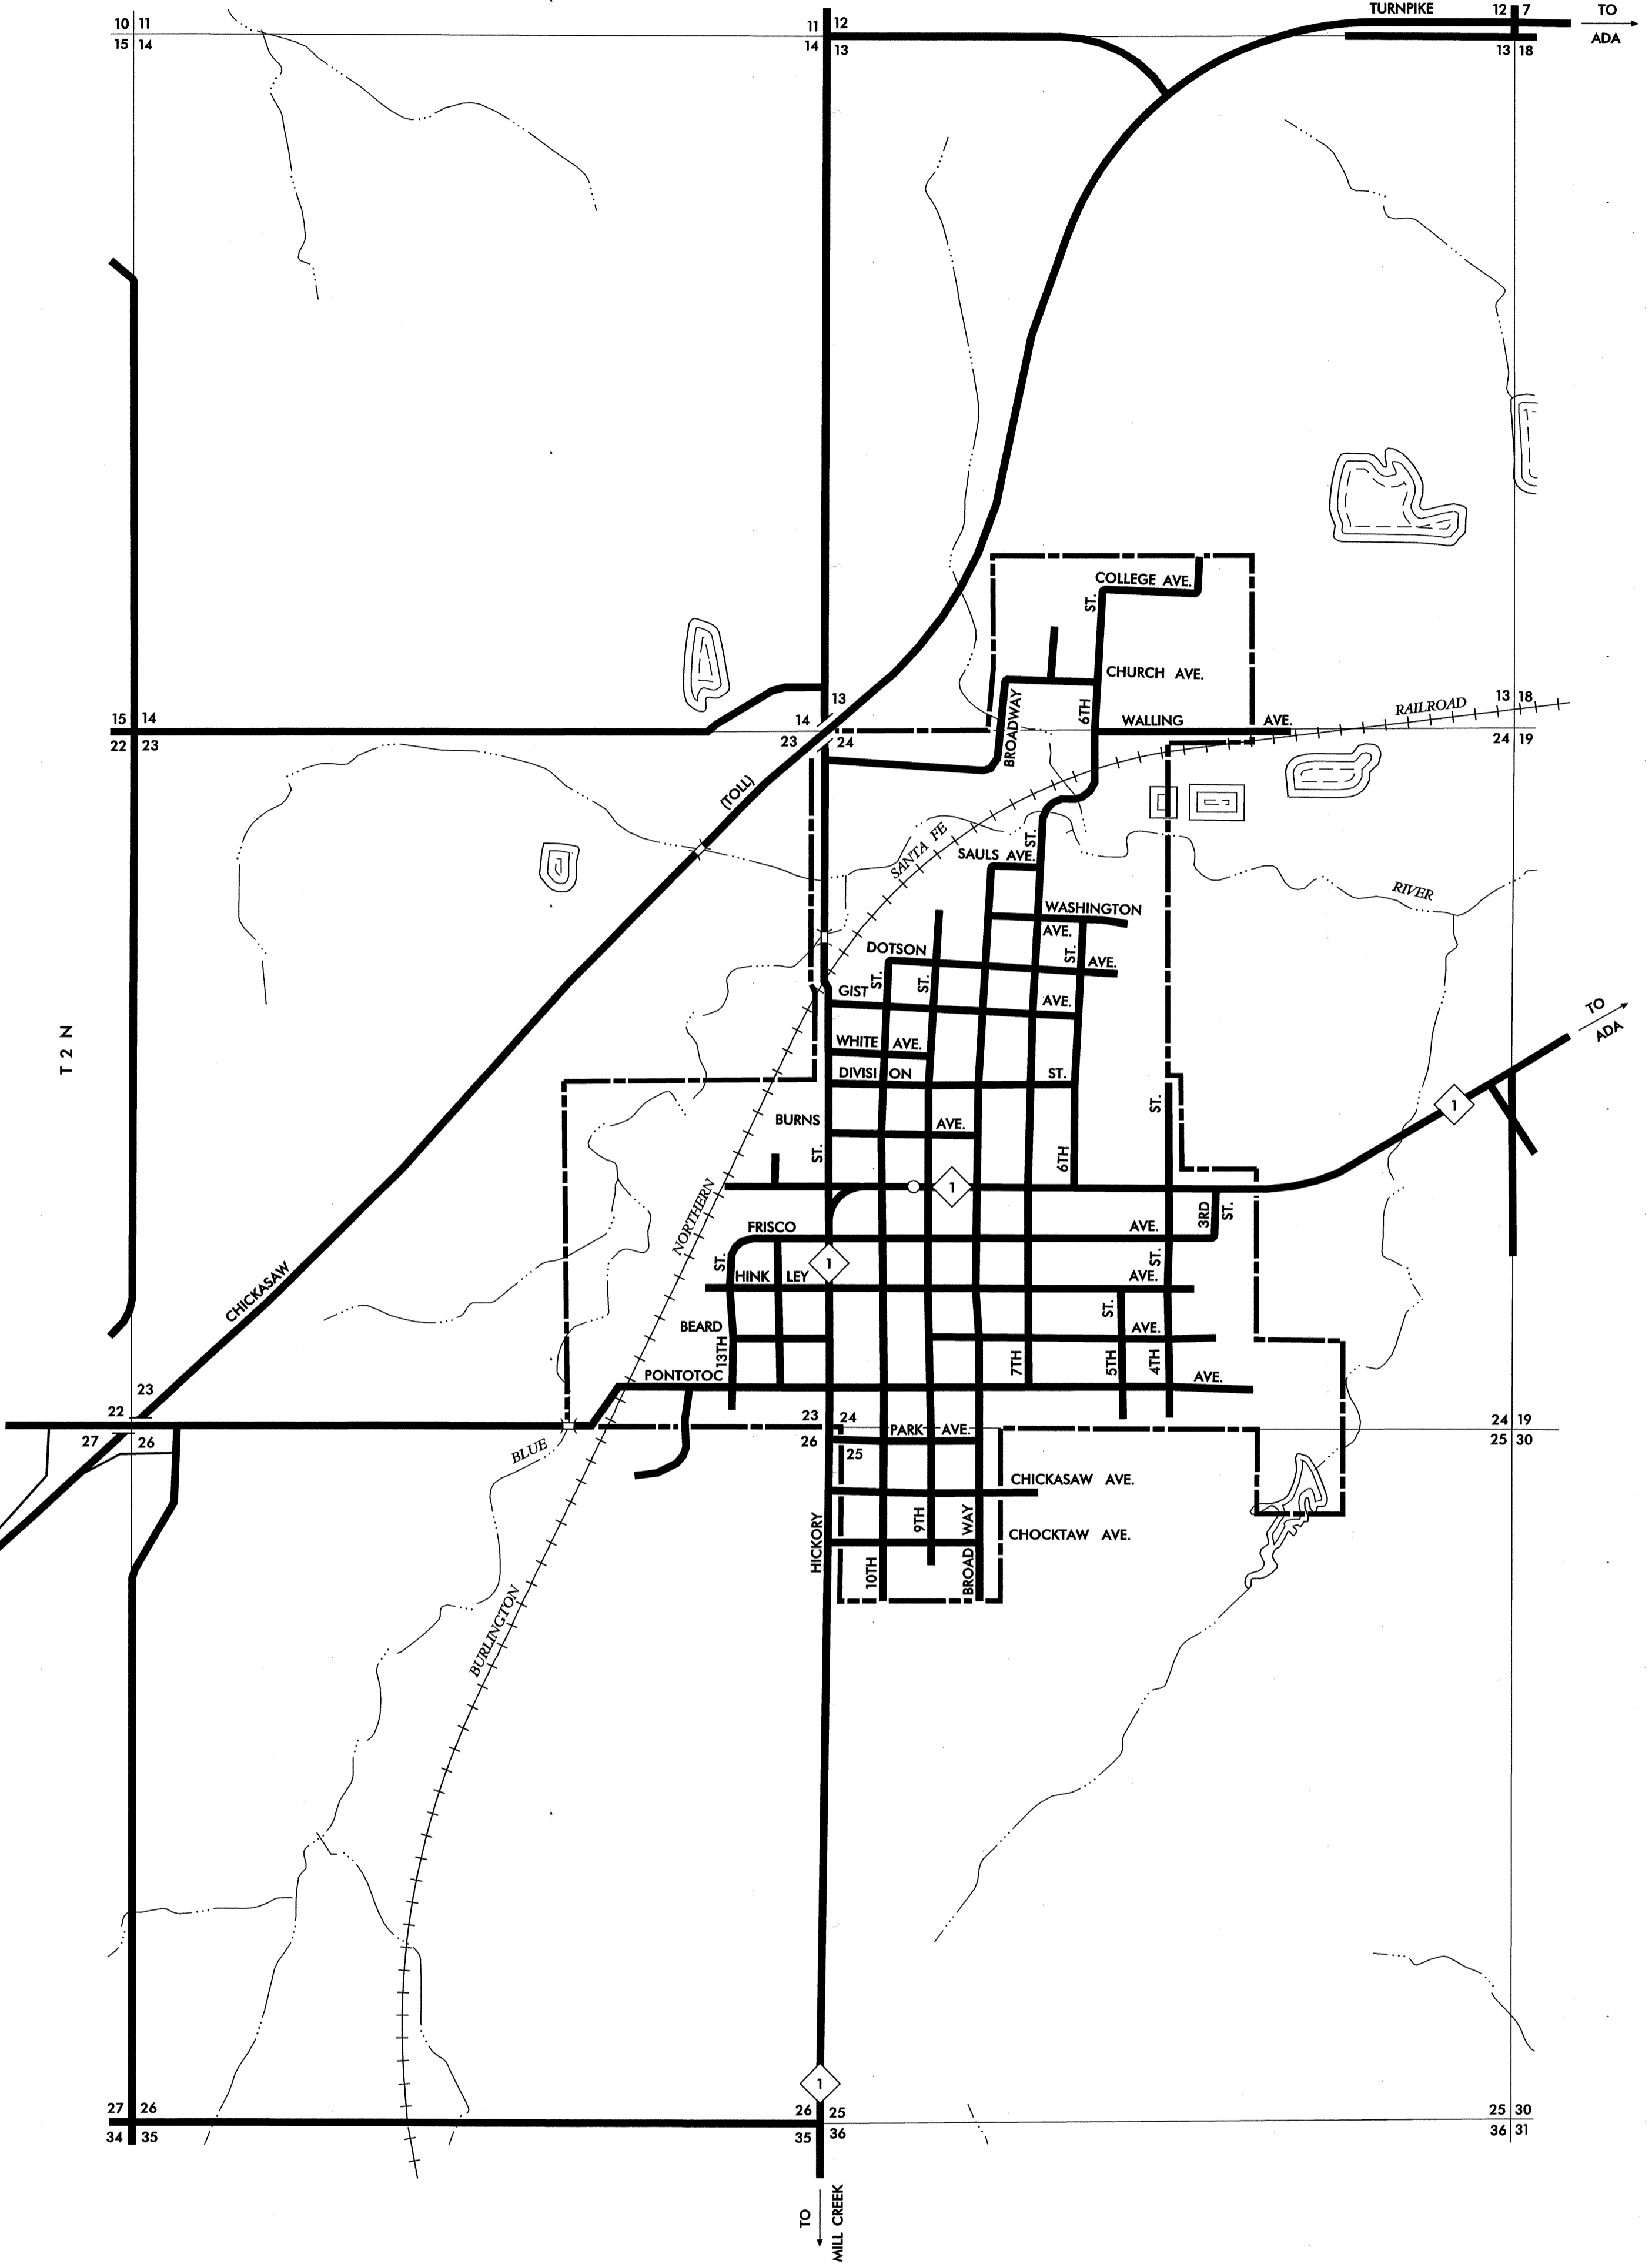 TURNPIKE
TO
ADA
10 11
15 14
11 12
14 13
12 7
13 18
COLLEGE AVE.
ST.
CHURCH AVE.
6TH
BROADWAY
WALLING AVE.
RAILROAD
13 18
24 19
15 14
22 23
13
14
23 24
(TOLL)
SANTA FE
ST.
SAULS AVE.
RIVER
WASHINGTON
AVE.
ST.
DOTSON
AVE.
ST.
ST.
GIST
AVE.
T 2 N
TO
ADA
WHITE AVE.
DIVISION ST.
BURNS AVE.
ST.
ST.
6TH
1
1
NORTHERN
3RD
ST.
FRISCO AVE.
1
ST.
ST.
HINK LEY AVE.
CHICKASAW
ST.
BEARD AVE.
13TH
7TH
5TH
4TH
PONTOTOC AVE.
23
22
27 26
23 24
26
25
24 19
25 30
PARK AVE.
BLUE
CHICKASAW AVE.
HICKORY
9TH
BROAD WAY
CHOCKTAW AVE.
10TH
BURLINGTON
1
27 26
34 35
26 25
35 36
25 30
36 31
TO
MILL CREEK